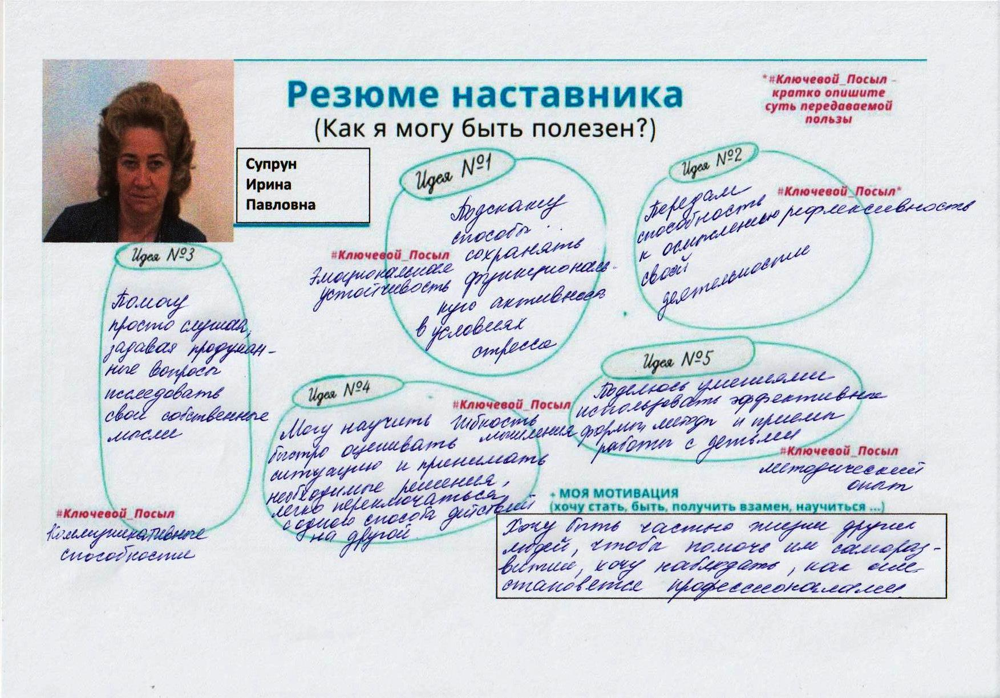 Резюме наставника
(Как я могу быть полезен?)
*#Ключевой_Посыл -
кратко опишите
суть передаваемой
пользы
Супрун
Ирина
Павловна
Идея №1
Подскажу
способы
сохранять
функциональ-
ную активность
в условиях
стресса
#Ключевой_Посыл
Эмоциональная
устойчивость
Идея №2
Передам
способность
к осмыслению
своей
деятельности
#Ключевой_Посыл*
рефлексивность
Идея №3
Помогу
просто слушая,
задавая продуман-
ные вопросы
исследовать
свои собственные
мысли
#Ключевой_Посыл
Коммуникативные
способности
Идея №4
Могу научить
быстро оценивать
ситуацию и принимать
необходимые решения,
легко переключаться
с одного способа действий
на другой
#Ключевой_Посыл
Гибкость
мышления
Идея №5
Поделюсь умениями
использовать эффективные
формы, методы и приемы
работы с детьми
#Ключевой_Посыл
методический
опыт
+ МОЯ МОТИВАЦИЯ
(хочу стать, быть, получить взамен, научиться ...)
Хочу быть частью жизни других
людей, чтобы помочь им самораз-
витии, хочу наблюдать, как они
становятся профессионалами